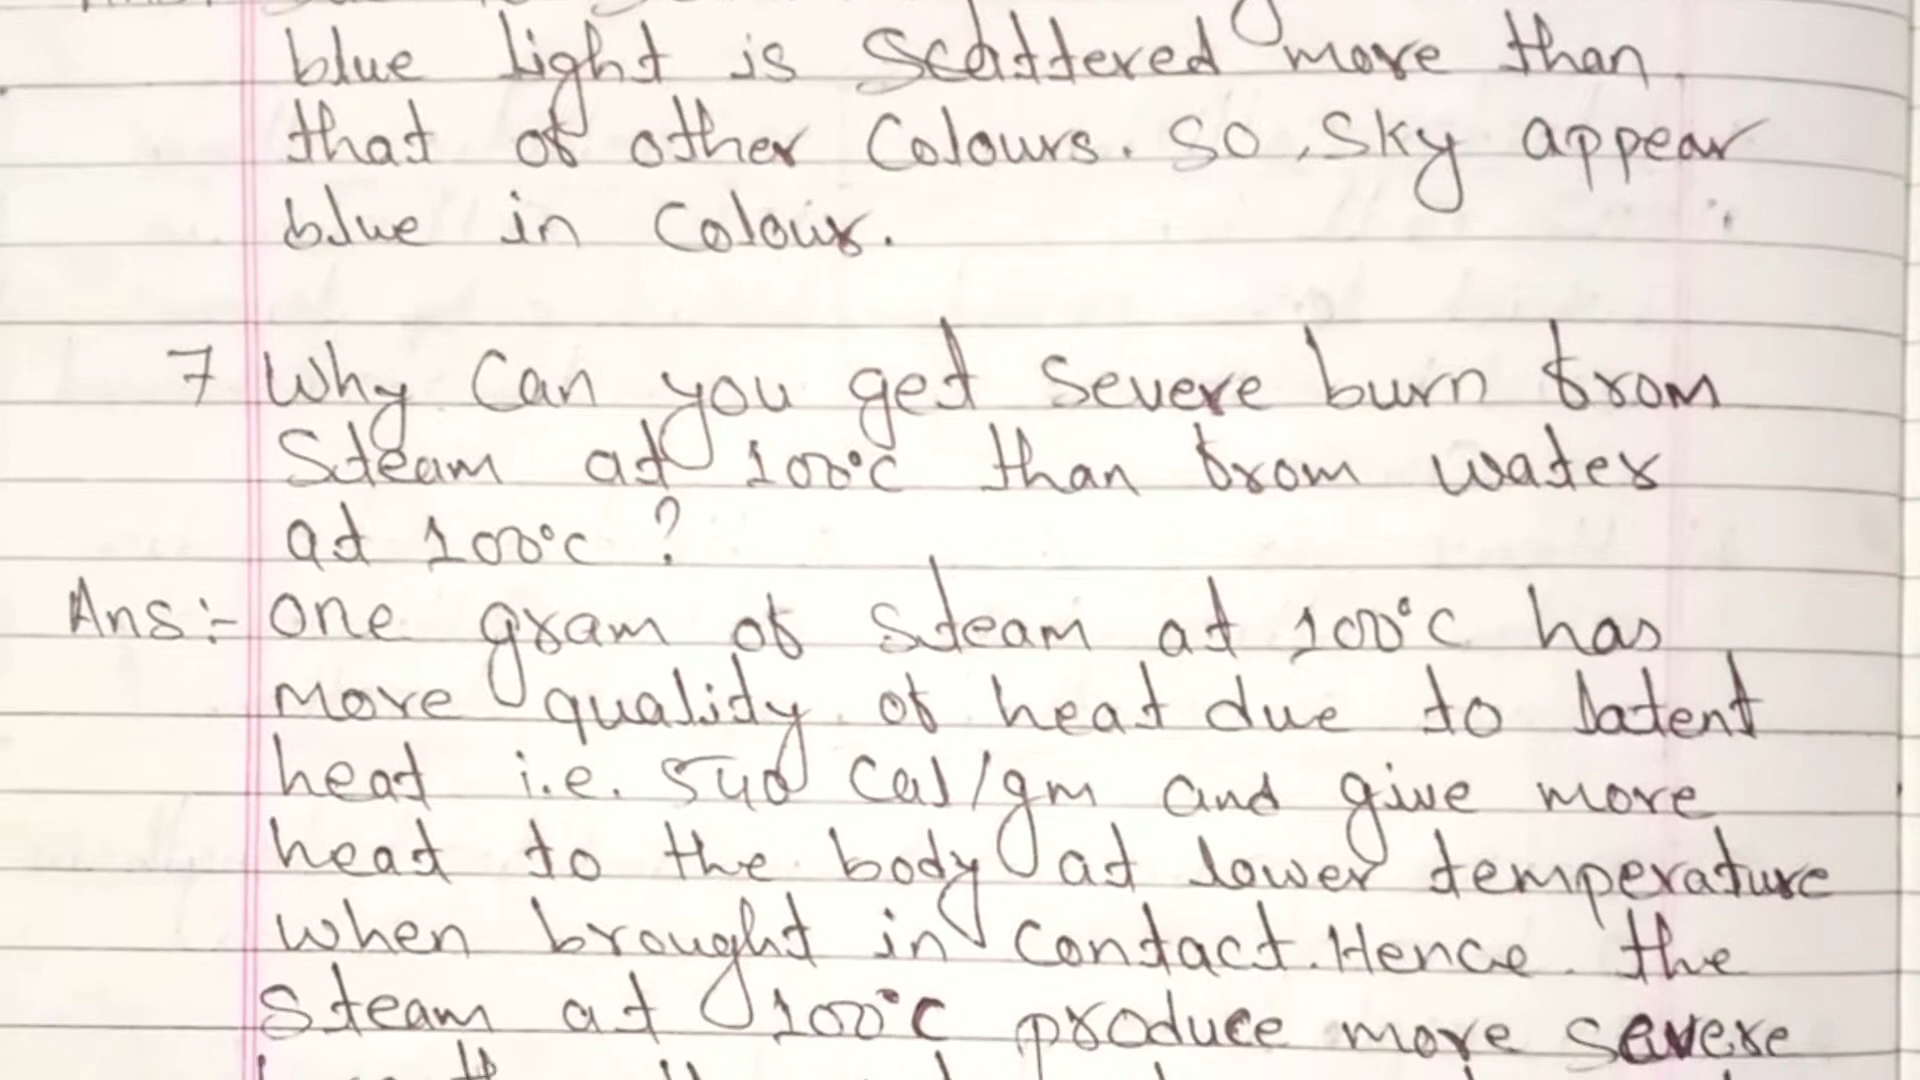 blue light is Scattered more than
that of other Colours. So, Sky appear
blue in Colour.
7 Why Can you get Severe burn from
Steam at 100°C than from water
at 100°C ?
Ans:- One gram of steam at 100°C has
more quality of heat due to latent
heat i.e. 540 Cal/gm and give more
heat to the body at lower temperature
when brought in Contact. Hence the
Steam at 100°C produce more severe